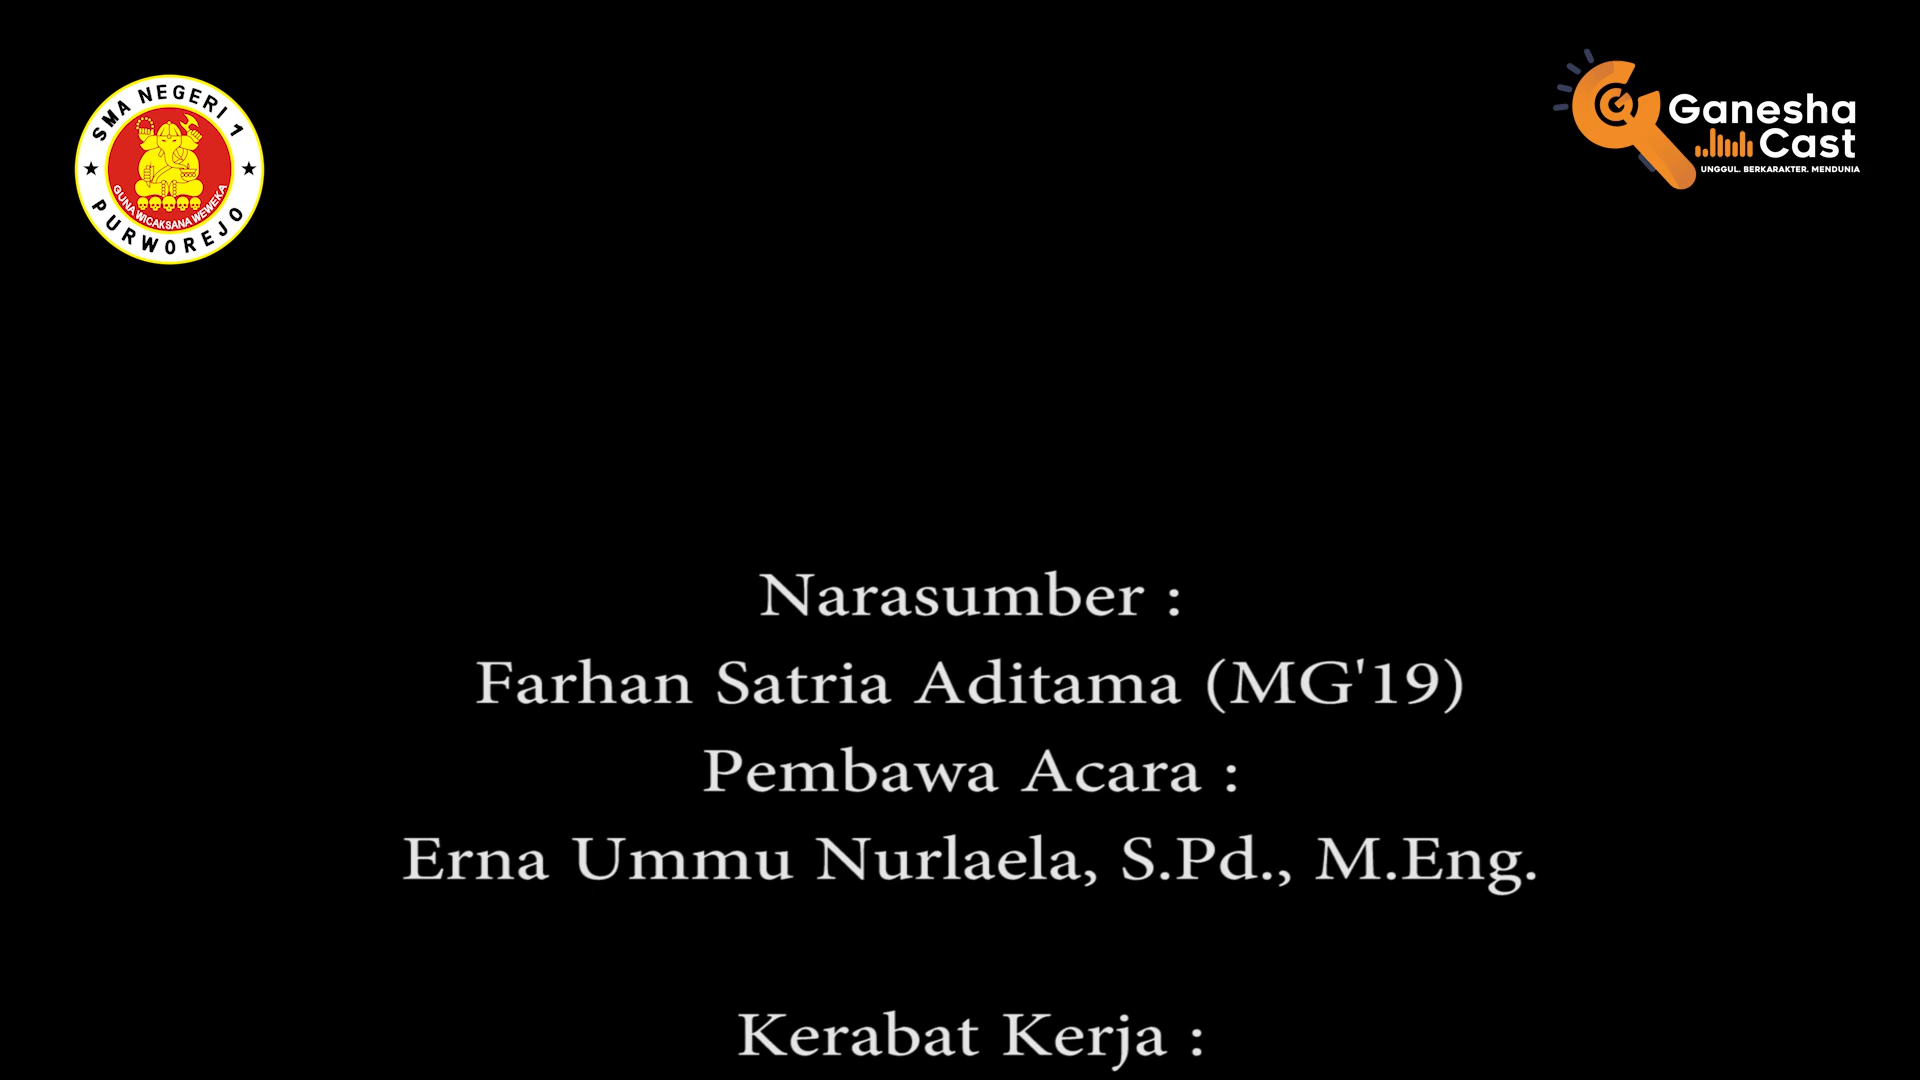 SMA NEGERI 1
GUNA WICAKSANA WEWEKA
PURWOREJO
Ganesha
Cast
UNGGUL. BERKARAKTER. MENDUNIA
Narasumber :
Farhan Satria Aditama (MG'19)
Pembawa Acara :
Erna Ummu Nurlaela, S.Pd., M.Eng.
Kerabat Kerja :